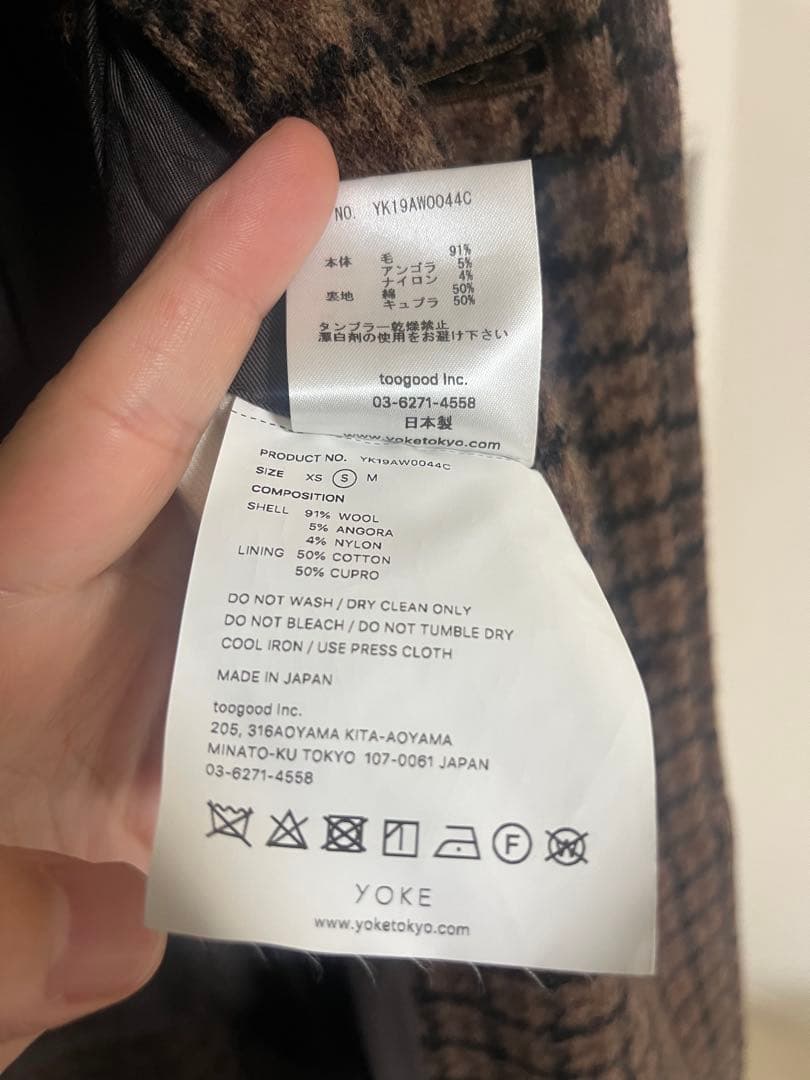 NO. YK19AW0044C
本体 毛 91%
アンゴラ 5%
ナイロン 4%
裏地 綿 50%
キュプラ 50%
タンブラー乾燥禁止
漂白剤の使用をお避け下さい
toogood Inc.
03-6271-4558
日本製
www.yoketokyo.com
PRODUCT NO. YK19AW0044C
SIZE XS S M
COMPOSITION
SHELL 91% WOOL
5% ANGORA
4% NYLON
LINING 50% COTTON
50% CUPRO
DO NOT WASH / DRY CLEAN ONLY
DO NOT BLEACH / DO NOT TUMBLE DRY
COOL IRON / USE PRESS CLOTH
MADE IN JAPAN
toogood Inc.
205, 316AOYAMA KITA-AOYAMA
MINATO-KU TOKYO 107-0061 JAPAN
03-6271-4558
F W
YOKE
www.yoketokyo.com